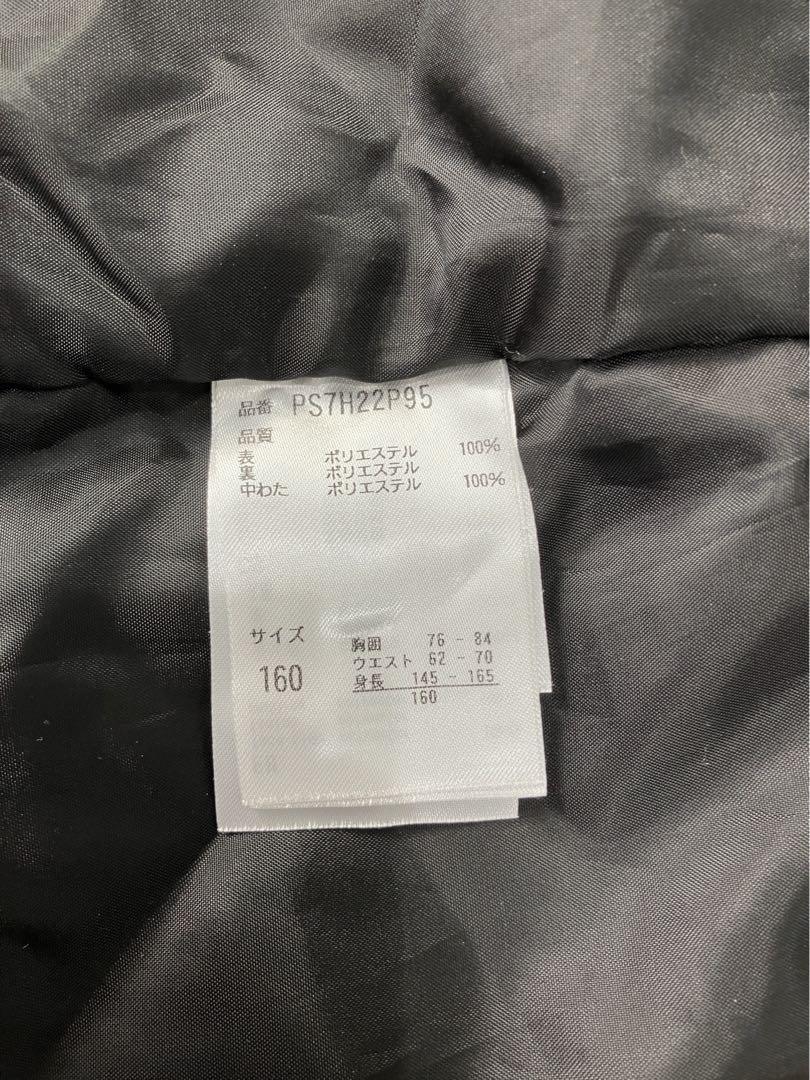 品番 PS7H22P95
品質
表 ポリエステル 100%
裏 ポリエステル
中わた ポリエステル 100%
サイズ
160
胸囲 76 - 84
ウエスト 62 - 70
身長 145 - 165
160